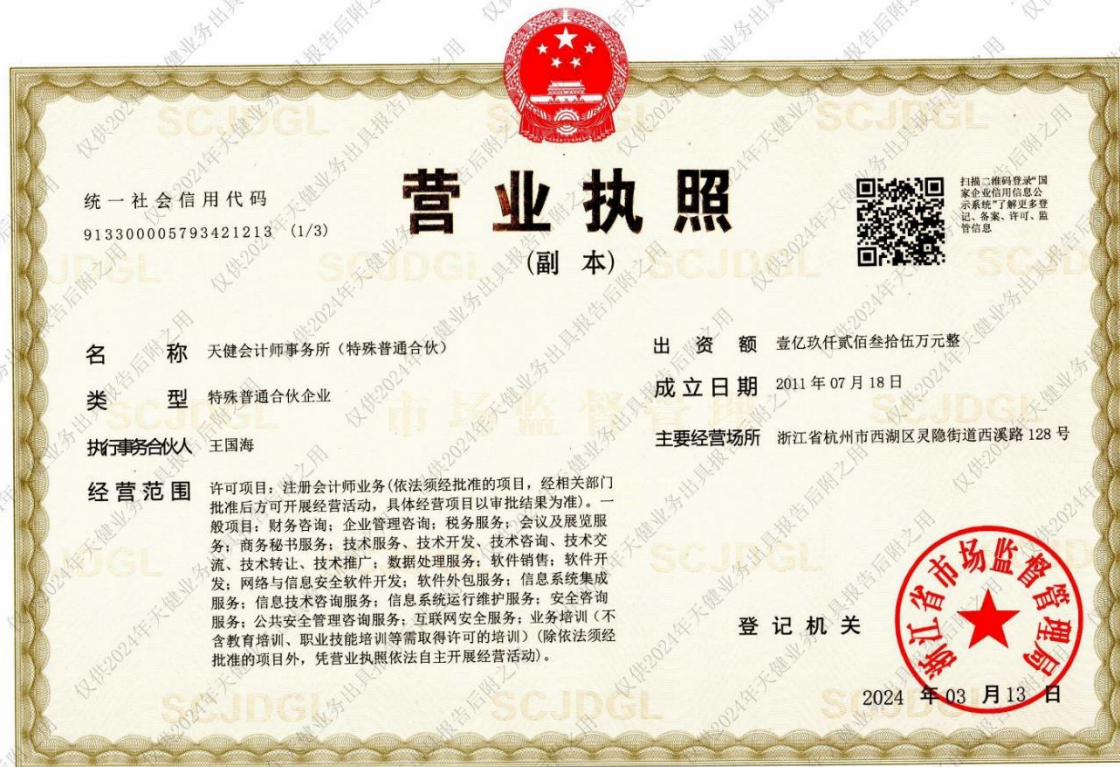 营业执照
(副 本)
统一社会信用代码
913300005793421213 (1/3)
扫描二维码登录“国
家企业信用信息公
示系统”了解更多登
记、备案、许可、监
管信息
名 称 天健会计师事务所（特殊普通合伙）
类 型 特殊普通合伙企业
执行事务合伙人 王国海
经营范围 许可项目：注册会计师业务(依法须经批准的项目，经相关部门
批准后方可开展经营活动，具体经营项目以审批结果为准)。一
般项目：财务咨询；企业管理咨询；税务服务；会议及展览服
务；商务秘书服务；技术服务、技术开发、技术咨询、技术交
流、技术转让、技术推广；数据处理服务；软件销售；软件开
发；网络与信息安全软件开发；软件外包服务；信息系统集成
服务；信息技术咨询服务；信息系统运行维护服务；安全咨询
服务；公共安全管理咨询服务；互联网安全服务；业务培训（不
含教育培训、职业技能培训等需取得许可的培训）(除依法须经
批准的项目外，凭营业执照依法自主开展经营活动)。
出 资 额 壹亿玖仟贰佰叁拾伍万元整
成立日期 2011年07月18日
主要经营场所 浙江省杭州市西湖区灵隐街道西溪路128号
登记机关
浙江省市场监督管理局
2024 年 03 月 13 日
仅供2024年天健业务出具报告后附之用
SCJDGL
市场监督管理